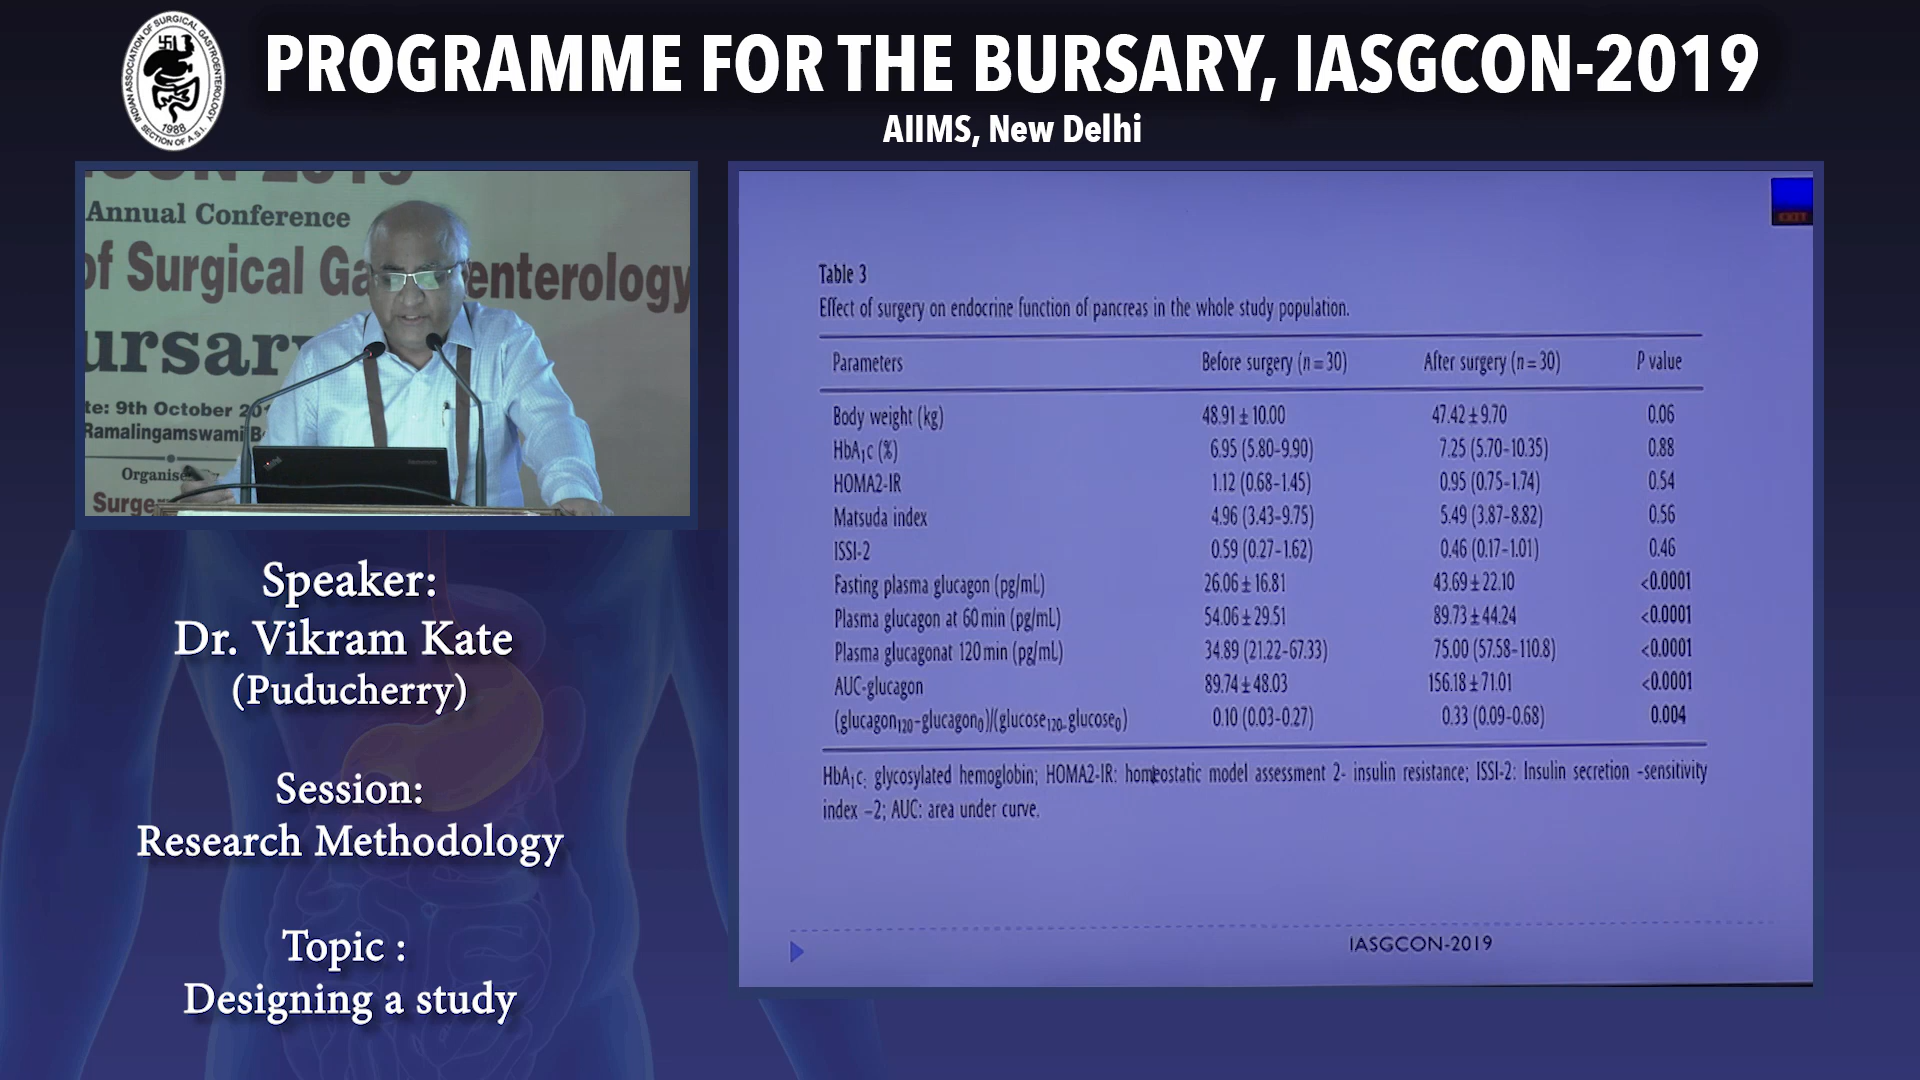 INDIAN ASSOCIATION OF SURGICAL GASTROENTEROLOGY
1988
SECTION OF A.S.I.
PROGRAMME FOR THE BURSARY, IASGCON-2019
AIIMS, New Delhi
Annual Conference
of Surgical Ga enterology
ursary
te: 9th October 201
Ramalingamswami B
Organise
Surge
Speaker:
Dr. Vikram Kate
(Puducherry)
Session:
Research Methodology
Topic :
Designing a study
EXIT
Table 3
Effect of surgery on endocrine function of pancreas in the whole study population.
Parameters Before surgery (n = 30) After surgery (n = 30) P value
Body weight (kg) 48.91 ± 10.00 47.42 ± 9.70 0.06
HbA₁c (%) 6.95 (5.80–9.90) 7.25 (5.70–10.35) 0.88
HOMA2-IR 1.12 (0.68–1.45) 0.95 (0.75–1.74) 0.54
Matsuda index 4.96 (3.43–9.75) 5.49 (3.87–8.82) 0.56
ISSI-2 0.59 (0.27–1.62) 0.46 (0.17–1.01) 0.46
Fasting plasma glucagon (pg/mL) 26.06 ± 16.81 43.69 ± 22.10 <0.0001
Plasma glucagon at 60 min (pg/mL) 54.06 ± 29.51 89.73 ± 44.24 <0.0001
Plasma glucagonat 120 min (pg/mL) 34.89 (21.22–67.33) 75.00 (57.58–110.8) <0.0001
AUC-glucagon 89.74 ± 48.03 156.18 ± 71.01 <0.0001
(glucagon₁₂₀–glucagon₀)/(glucose₁₂₀–glucose₀) 0.10 (0.03–0.27) 0.33 (0.09–0.68) 0.004
HbA₁c: glycosylated hemoglobin; HOMA2-IR: homeostatic model assessment 2- insulin resistance; ISSI-2: Insulin secretion –sensitivity
index –2; AUC: area under curve.
IASGCON-2019